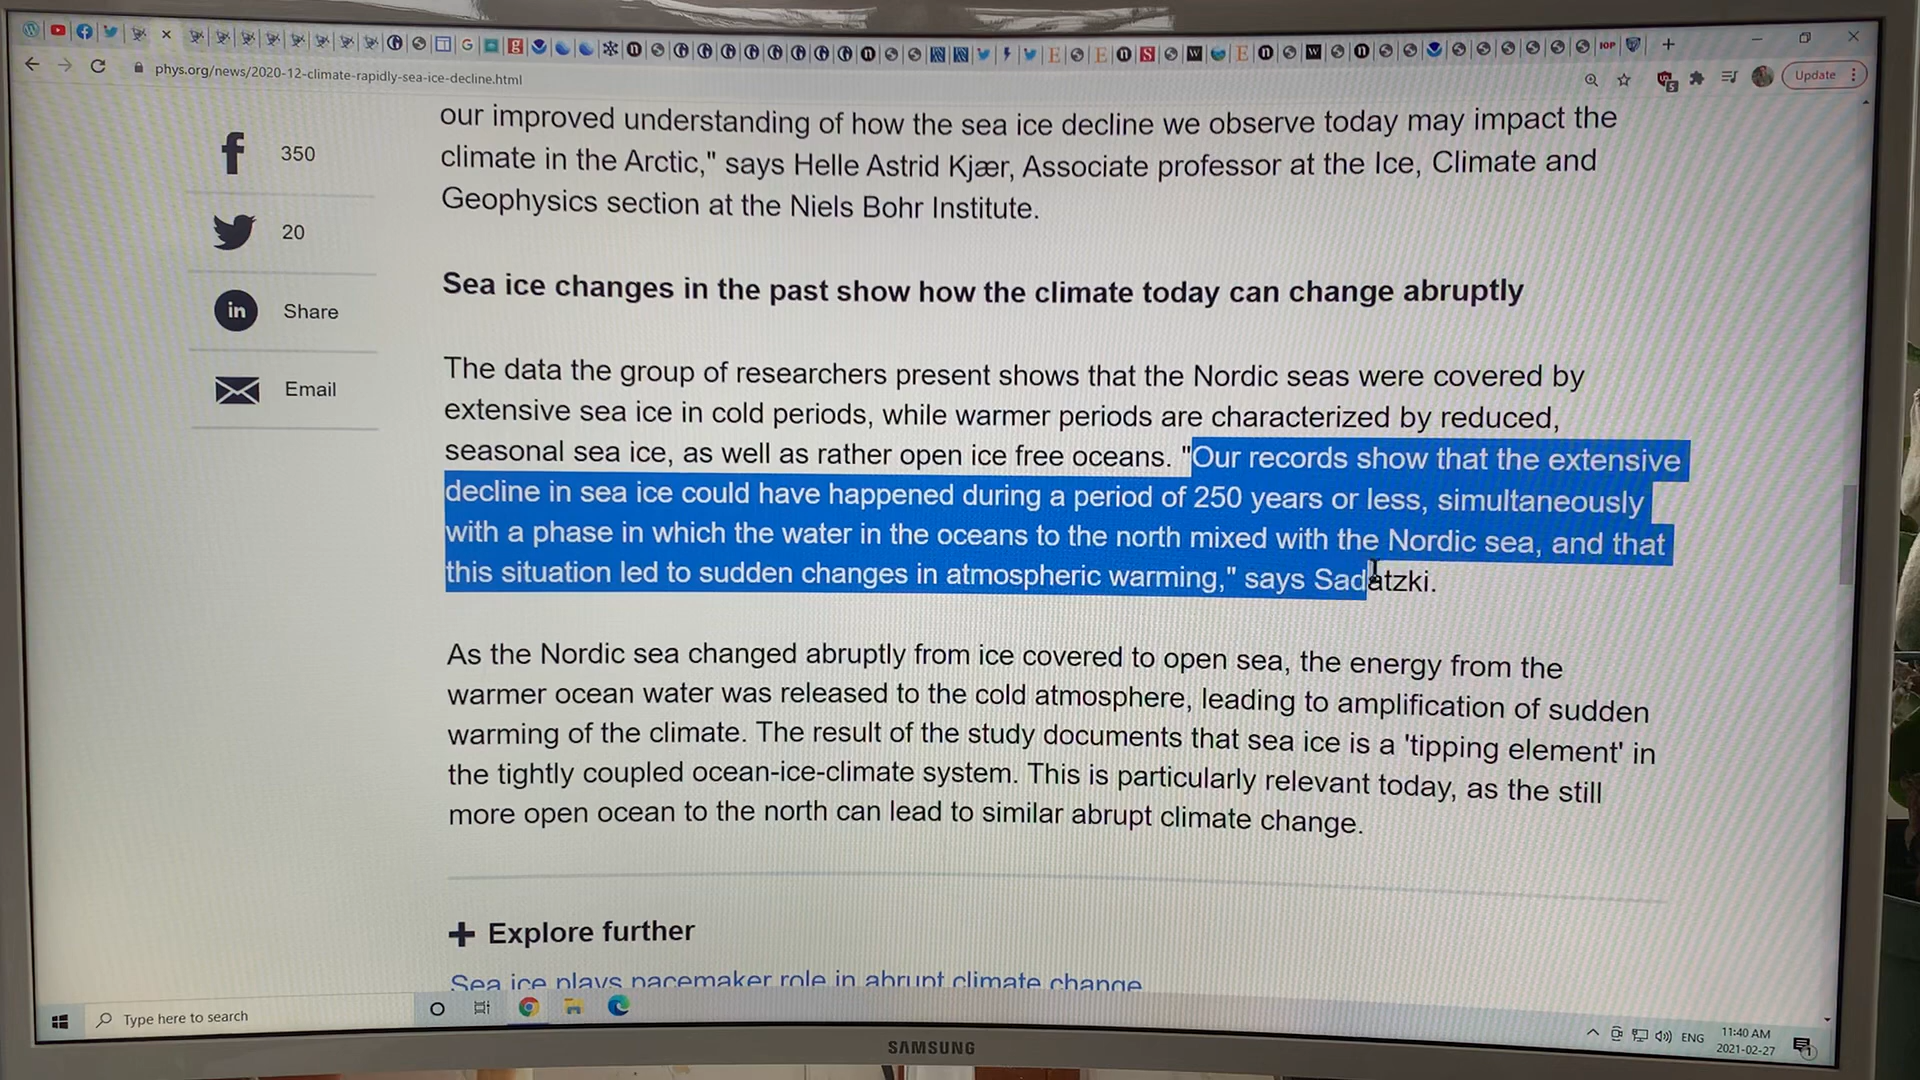 phys.org/news/2020-12-climate-rapidly-sea-ice-decline.html
Update
350
20
Share
Email
our improved understanding of how the sea ice decline we observe today may impact the
climate in the Arctic," says Helle Astrid Kjær, Associate professor at the Ice, Climate and
Geophysics section at the Niels Bohr Institute.
Sea ice changes in the past show how the climate today can change abruptly
The data the group of researchers present shows that the Nordic seas were covered by
extensive sea ice in cold periods, while warmer periods are characterized by reduced,
seasonal sea ice, as well as rather open ice free oceans. "Our records show that the extensive
decline in sea ice could have happened during a period of 250 years or less, simultaneously
with a phase in which the water in the oceans to the north mixed with the Nordic sea, and that
this situation led to sudden changes in atmospheric warming," says Sadatzki.
As the Nordic sea changed abruptly from ice covered to open sea, the energy from the
warmer ocean water was released to the cold atmosphere, leading to amplification of sudden
warming of the climate. The result of the study documents that sea ice is a 'tipping element' in
the tightly coupled ocean-ice-climate system. This is particularly relevant today, as the still
more open ocean to the north can lead to similar abrupt climate change.
+ Explore further
Sea ice plays pacemaker role in abrupt climate change
Type here to search
ENG
11:40 AM
2021-02-27
SAMSUNG